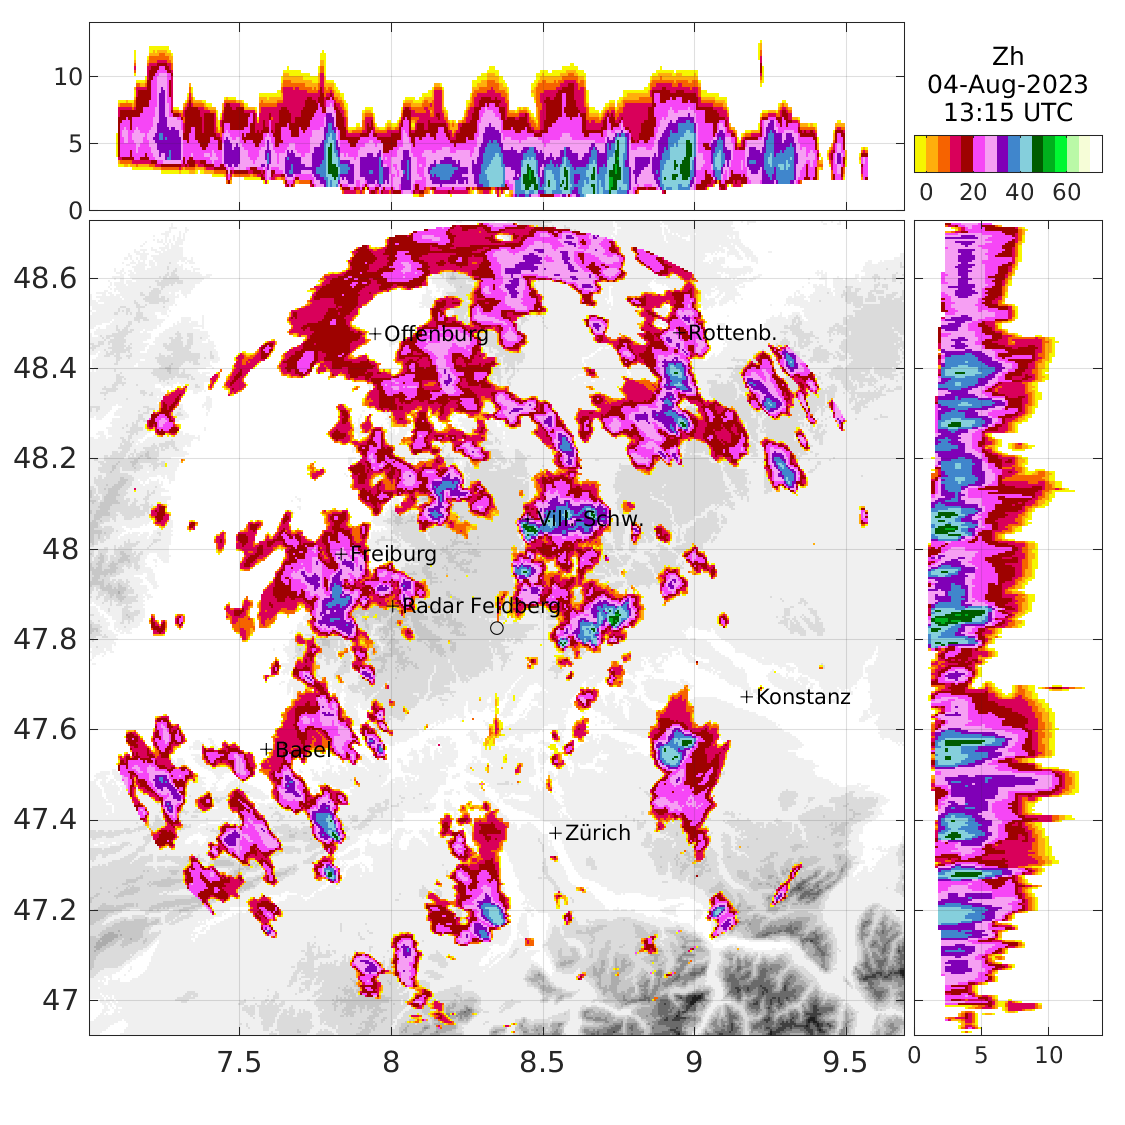 10
5
0
Zh
04-Aug-2023
13:15 UTC
0 20 40 60
48.6
48.4
48.2
48
47.8
47.6
47.4
47.2
47
+Offenburg
+Rottenb.
Vill.-Schw.
+Freiburg
+Radar Feldberg
+Konstanz
+Basel
+Zürich
7.5 8 8.5 9 9.5
0 5 10